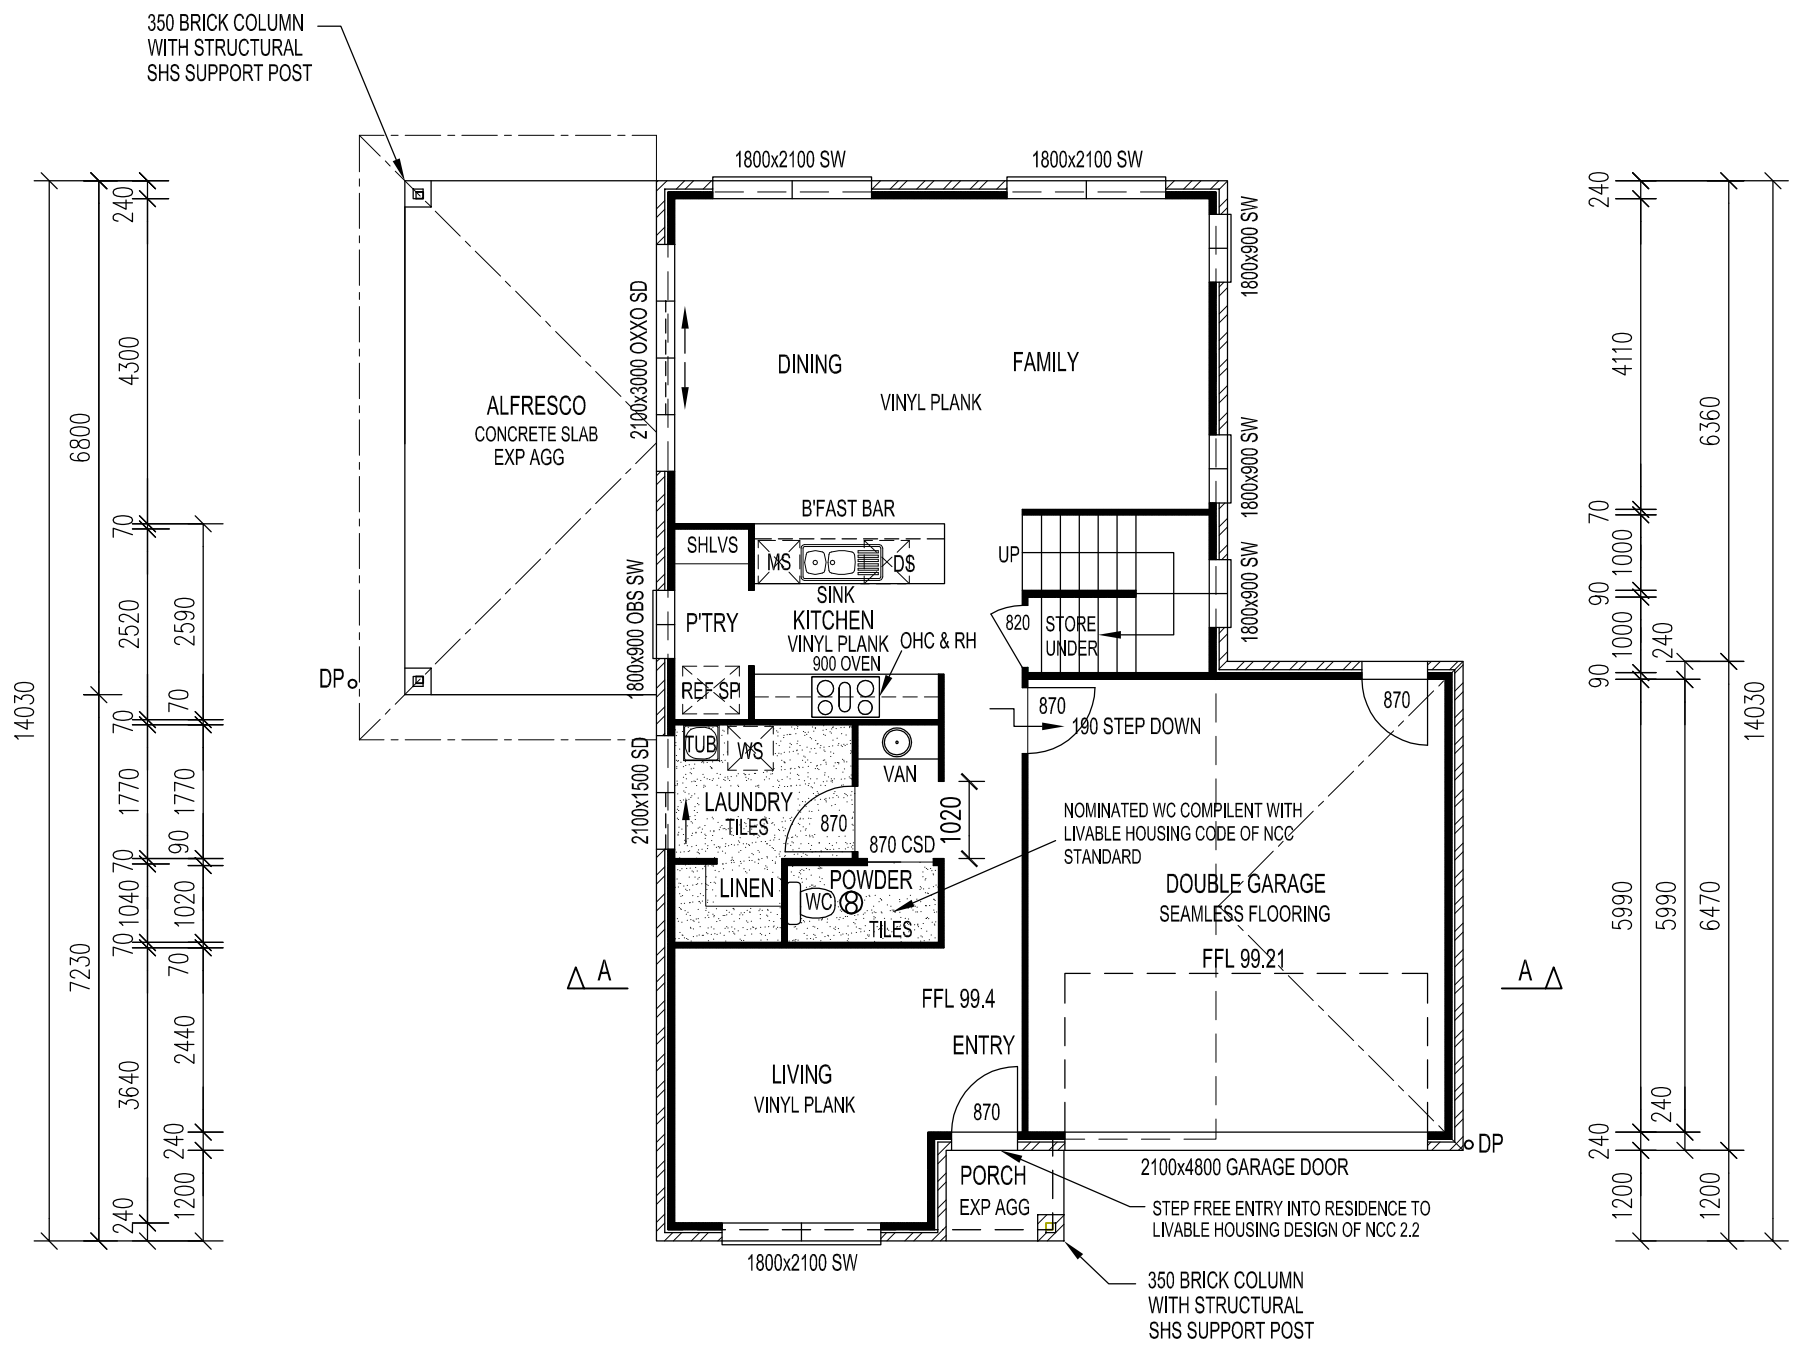 350 BRICK COLUMN
WITH STRUCTURAL
SHS SUPPORT POST
1800x2100 SW
1800x2100 SW
240
4300
70
2520
70
1770
70
1040
70
3640
240
6800
7230
14030
2590
70
1770
90
1020
70
2440
240
1200
ALFRESCO
CONCRETE SLAB
EXP AGG
DP
2100x3000 OXXO SD
1800x900 OBS SW
2100x1500 SD
DINING
FAMILY
VINYL PLANK
1800x900 SW
1800x900 SW
1800x900 SW
B'FAST BAR
SHLVS
MS
DS
SINK
P'TRY
KITCHEN
VINYL PLANK
900 OVEN
OHC & RH
REF SP
UP
820
STORE
UNDER
870
190 STEP DOWN
870
TUB
WS
VAN
LAUNDRY
TILES
870
1020
870 CSD
LINEN
POWDER
WC
TILES
NOMINATED WC COMPILENT WITH
LIVABLE HOUSING CODE OF NCC
STANDARD
DOUBLE GARAGE
SEAMLESS FLOORING
FFL 99.21
A
A
FFL 99.4
ENTRY
LIVING
VINYL PLANK
870
DP
2100x4800 GARAGE DOOR
PORCH
EXP AGG
STEP FREE ENTRY INTO RESIDENCE TO
LIVABLE HOUSING DESIGN OF NCC 2.2
1800x2100 SW
350 BRICK COLUMN
WITH STRUCTURAL
SHS SUPPORT POST
240
4110
70
1000
90
1000
90
5990
240
1200
240
5990
240
6360
6470
1200
14030